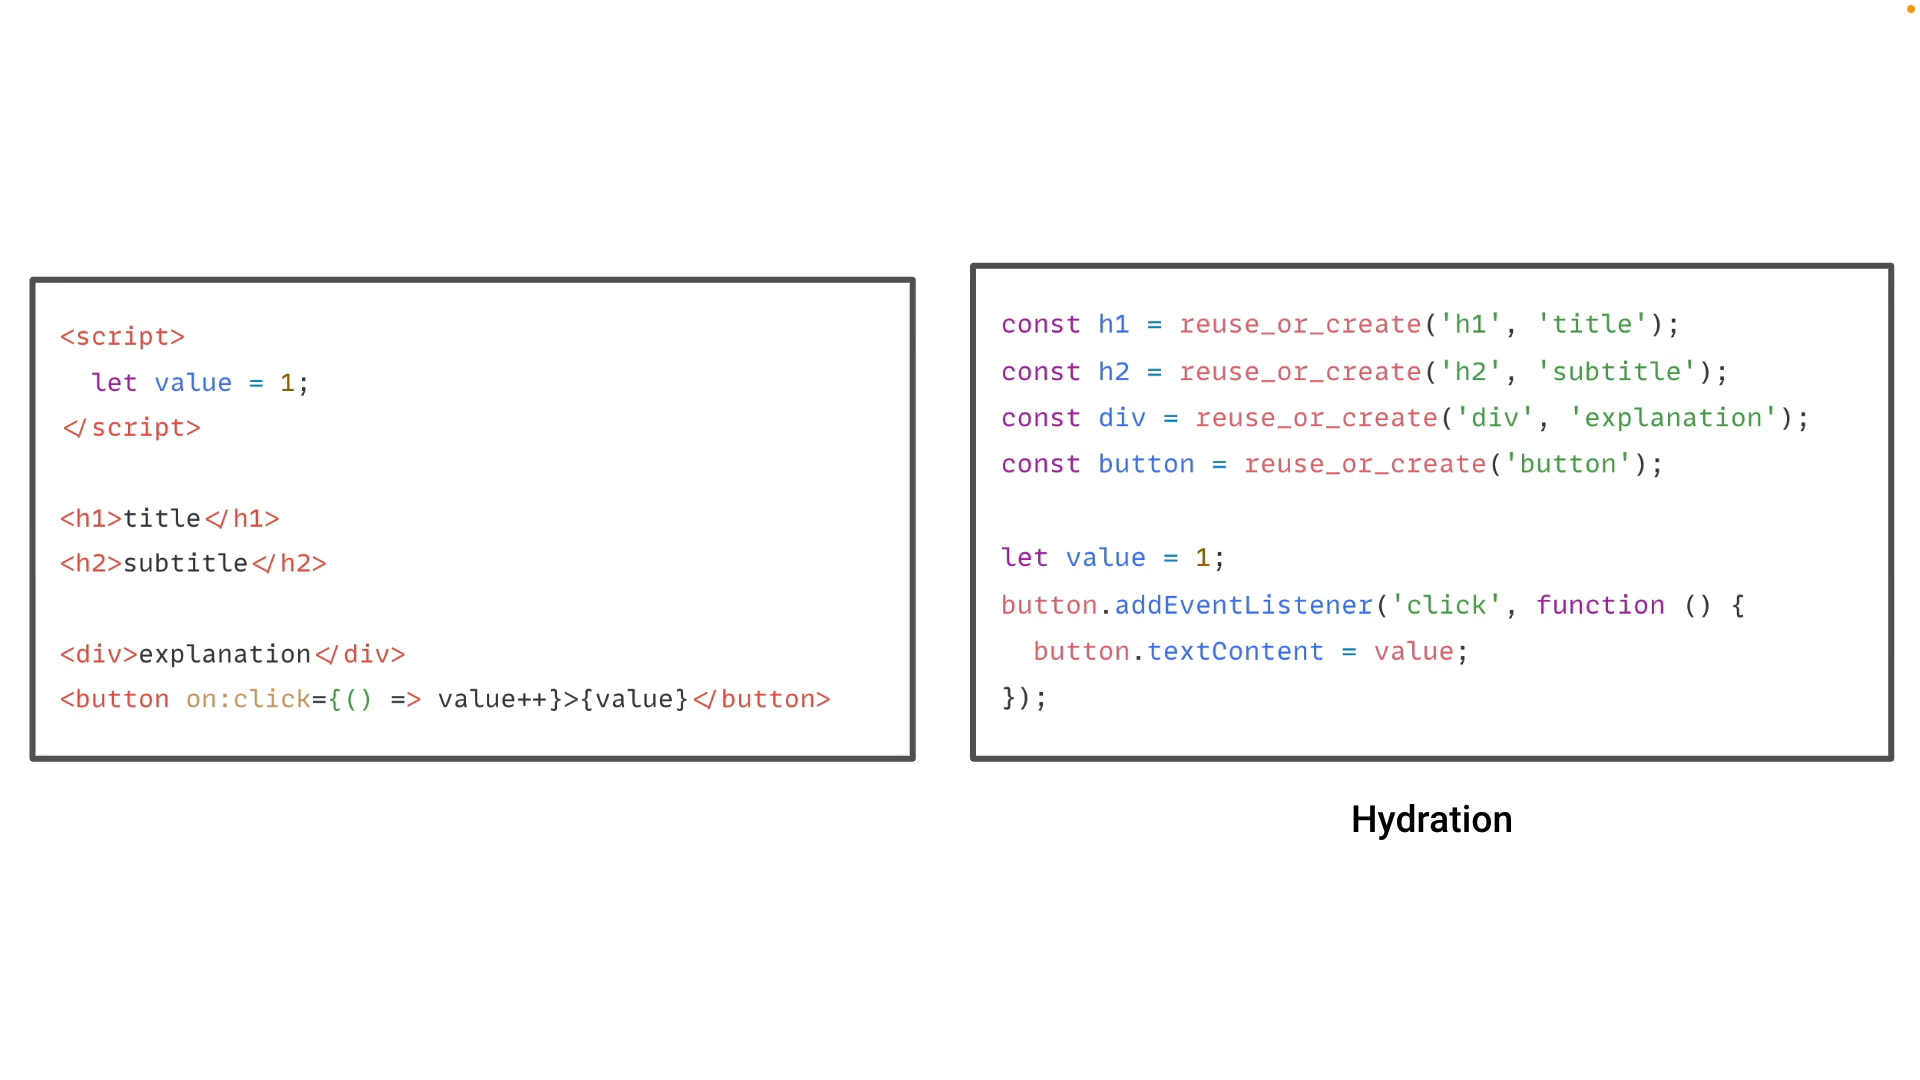 <script>
  let value = 1;
</script>
<h1>title</h1>
<h2>subtitle</h2>
<div>explanation</div>
<button on:click={() => value++}>{value}</button>
const h1 = reuse_or_create('h1', 'title');
const h2 = reuse_or_create('h2', 'subtitle');
const div = reuse_or_create('div', 'explanation');
const button = reuse_or_create('button');
let value = 1;
button.addEventListener('click', function () {
  button.textContent = value;
});
Hydration